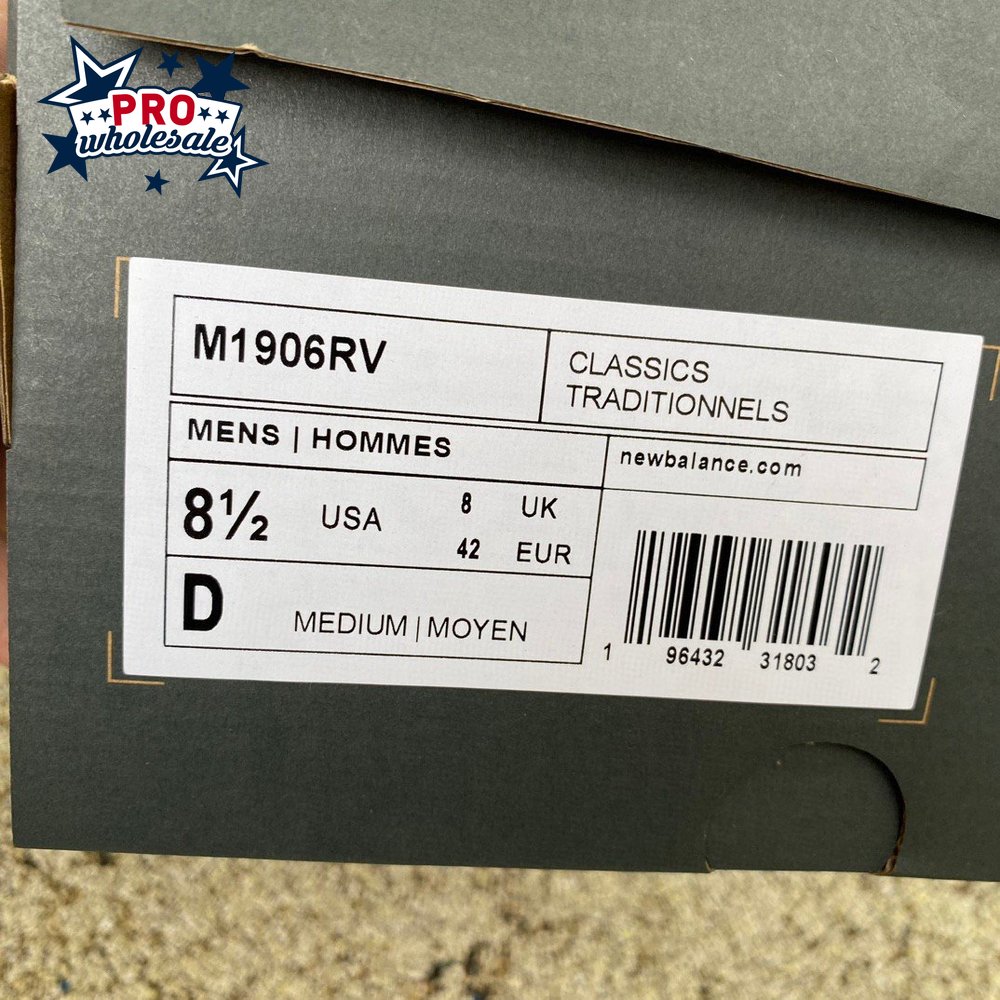 PRO
wholesale
M1906RV
CLASSICS
TRADITIONNELS
MENS | HOMMES
newbalance.com
8½ USA 8 UK
42 EUR
D MEDIUM | MOYEN
1 96432 31803 2